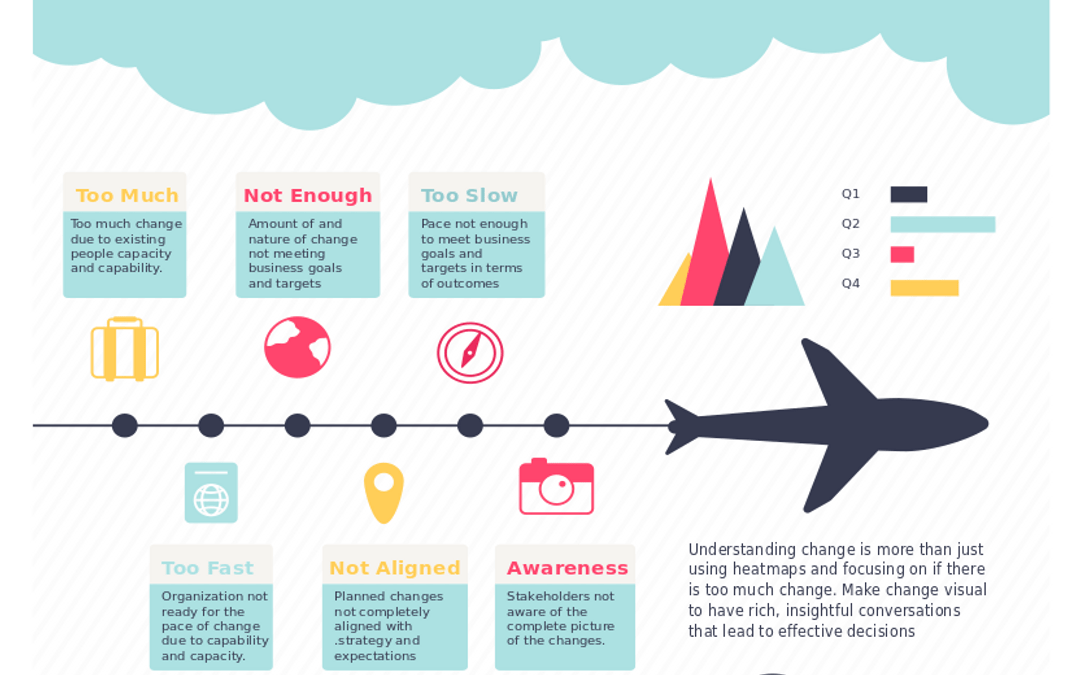 Too Much
Too much change
due to existing
people capacity
and capability.
Not Enough
Amount of and
nature of change
not meeting
business goals
and targets
Too Slow
Pace not enough
to meet business
goals and
targets in terms
of outcomes
Q1
Q2
Q3
Q4
Too Fast
Organization not
ready for the
pace of change
due to capability
and capacity.
Not Aligned
Planned changes
not completely
aligned with
.strategy and
expectations
Awareness
Stakeholders not
aware of the
complete picture
of the changes.
Understanding change is more than just
using heatmaps and focusing on if there
is too much change. Make change visual
to have rich, insightful conversations
that lead to effective decisions